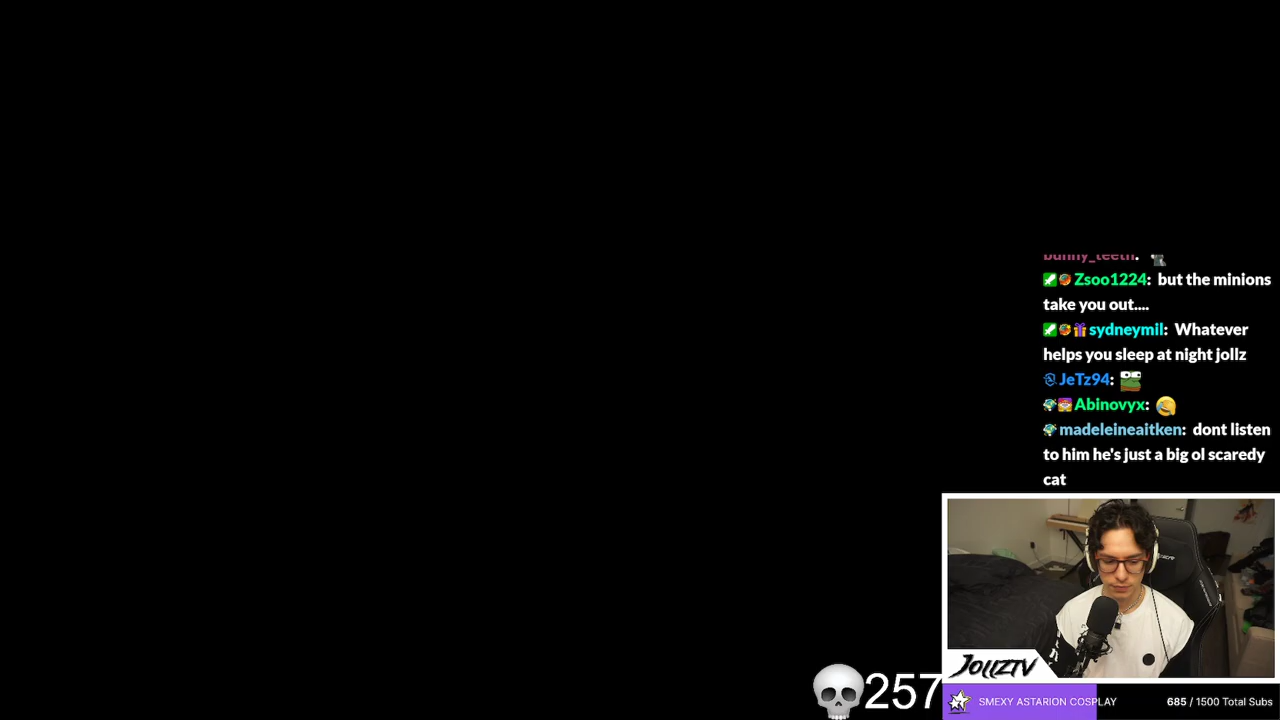 bunny_teeth:
Zsoo1224: but the minions
take you out....
sydneymil: Whatever
helps you sleep at night jollz
JeTz94:
Abinovyx:
madeleineaitken: dont listen
to him he's just a big ol scaredy
cat
JOllZTV
257
SMEXY ASTARION COSPLAY
685 / 1500 Total Subs